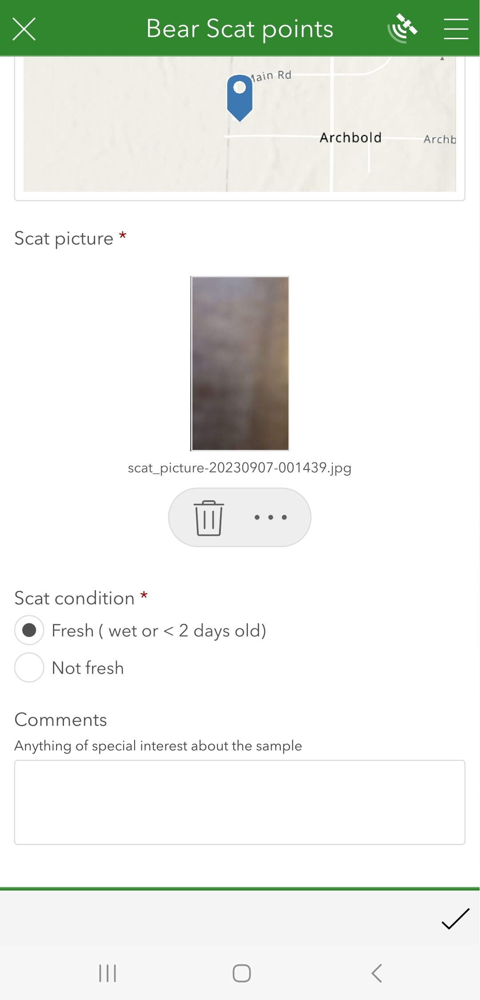 Bear Scat points
Main Rd
Archbold
Archb
Scat picture *
scat_picture-20230907-001439.jpg
Scat condition *
Fresh ( wet or < 2 days old)
Not fresh
Comments
Anything of special interest about the sample